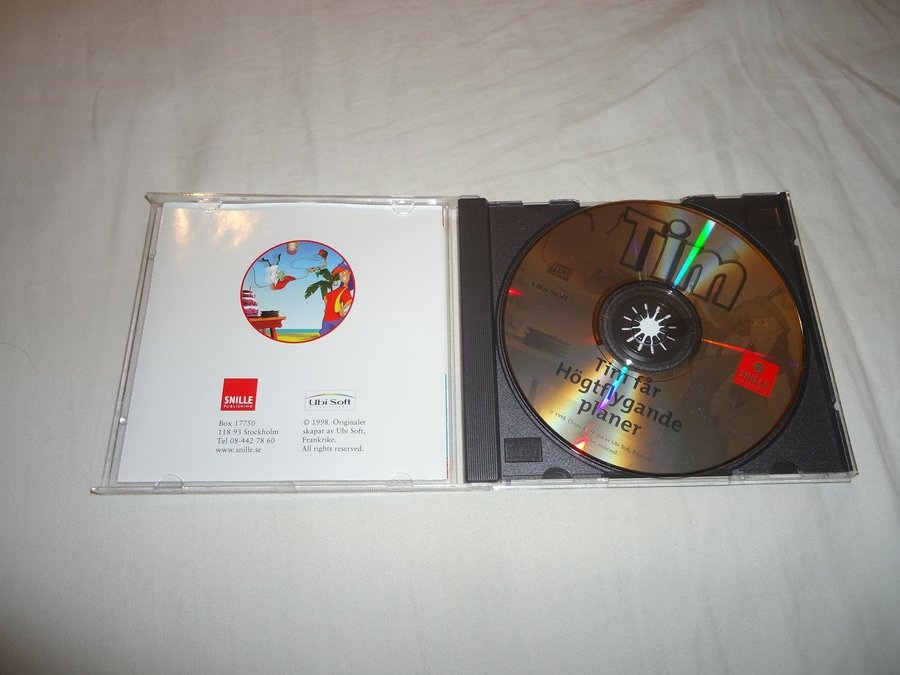 SNILLE
PUBLISHING
Box 17750
118 93 Stockholm
Tel 08-442 78 60
www.snille.se
Ubi Soft
© 1998. Originalet
skapat av Ubi Soft,
Frankrike.
All rights reserved.
Tim
Ubi Soft
SNILLE
Tim får
Högtflygande
planer